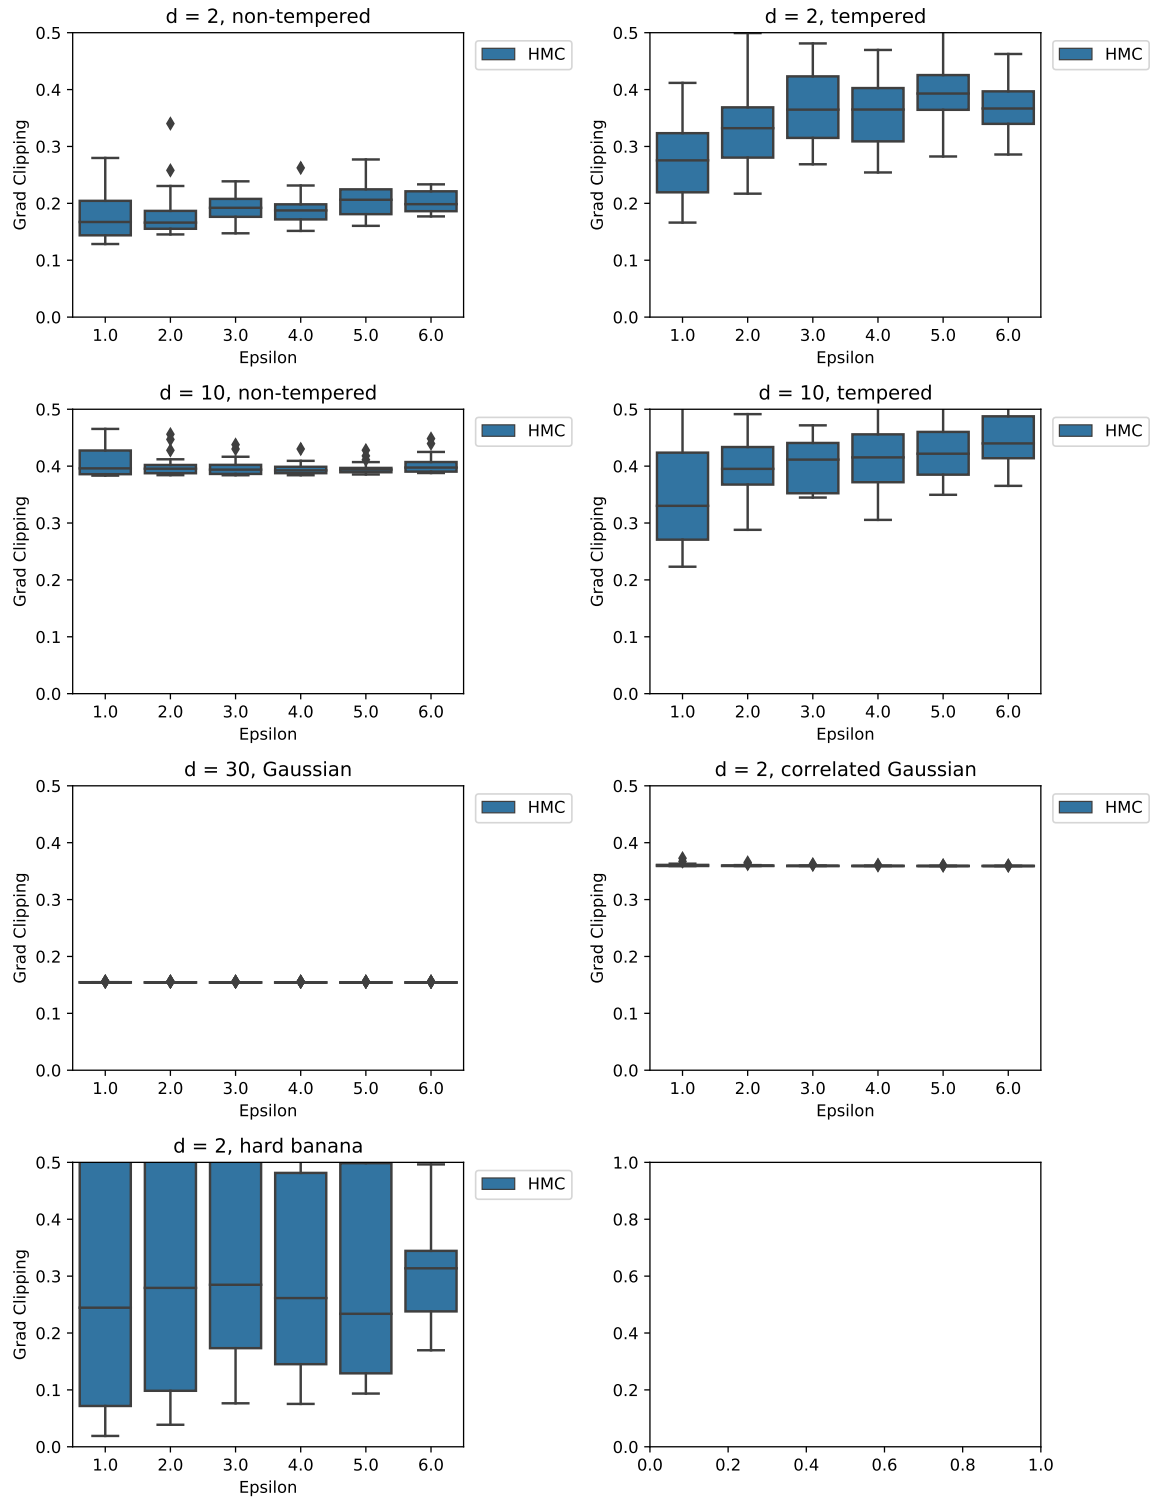 d = 2, non-tempered
Grad Clipping
0.5
0.4
0.3
0.2
0.1
0.0
1.0 2.0 3.0 4.0 5.0 6.0
Epsilon
HMC
d = 2, tempered
Grad Clipping
0.5
0.4
0.3
0.2
0.1
0.0
1.0 2.0 3.0 4.0 5.0 6.0
Epsilon
HMC
d = 10, non-tempered
Grad Clipping
0.5
0.4
0.3
0.2
0.1
0.0
1.0 2.0 3.0 4.0 5.0 6.0
Epsilon
HMC
d = 10, tempered
Grad Clipping
0.5
0.4
0.3
0.2
0.1
0.0
1.0 2.0 3.0 4.0 5.0 6.0
Epsilon
HMC
d = 30, Gaussian
Grad Clipping
0.5
0.4
0.3
0.2
0.1
0.0
1.0 2.0 3.0 4.0 5.0 6.0
Epsilon
HMC
d = 2, correlated Gaussian
Grad Clipping
0.5
0.4
0.3
0.2
0.1
0.0
1.0 2.0 3.0 4.0 5.0 6.0
Epsilon
HMC
d = 2, hard banana
Grad Clipping
0.5
0.4
0.3
0.2
0.1
0.0
1.0 2.0 3.0 4.0 5.0 6.0
Epsilon
HMC
1.0
0.8
0.6
0.4
0.2
0.0
0.0 0.2 0.4 0.6 0.8 1.0